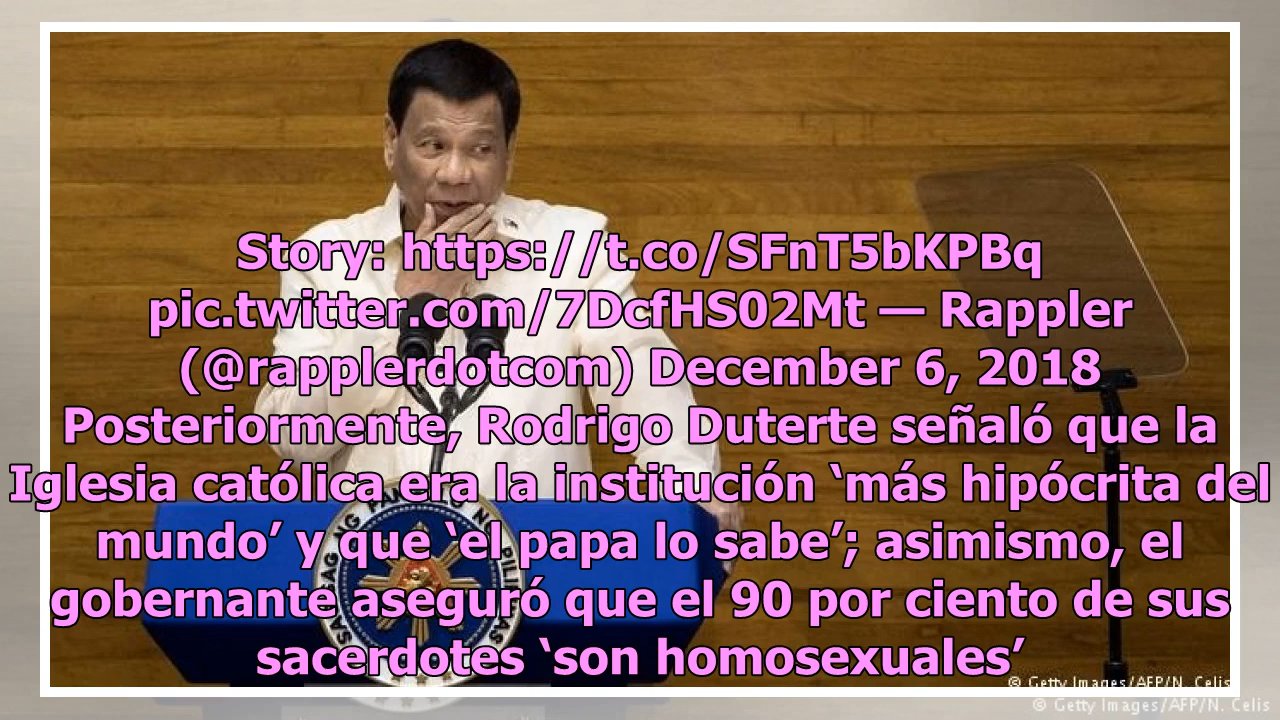 Story: https://t.co/SFnT5bKPBq
pic.twitter.com/7DcfHS02Mt — Rappler
(@rapplerdotcom) December 6, 2018
Posteriormente, Rodrigo Duterte señaló que la
Iglesia católica era la institución ‘más hipócrita del
mundo’ y que ‘el papa lo sabe’; asimismo, el
gobernante aseguró que el 90 por ciento de sus
sacerdotes ‘son homosexuales’
© Getty Images/AFP/N. Celis
© Getty Images/AFP/N. Celis